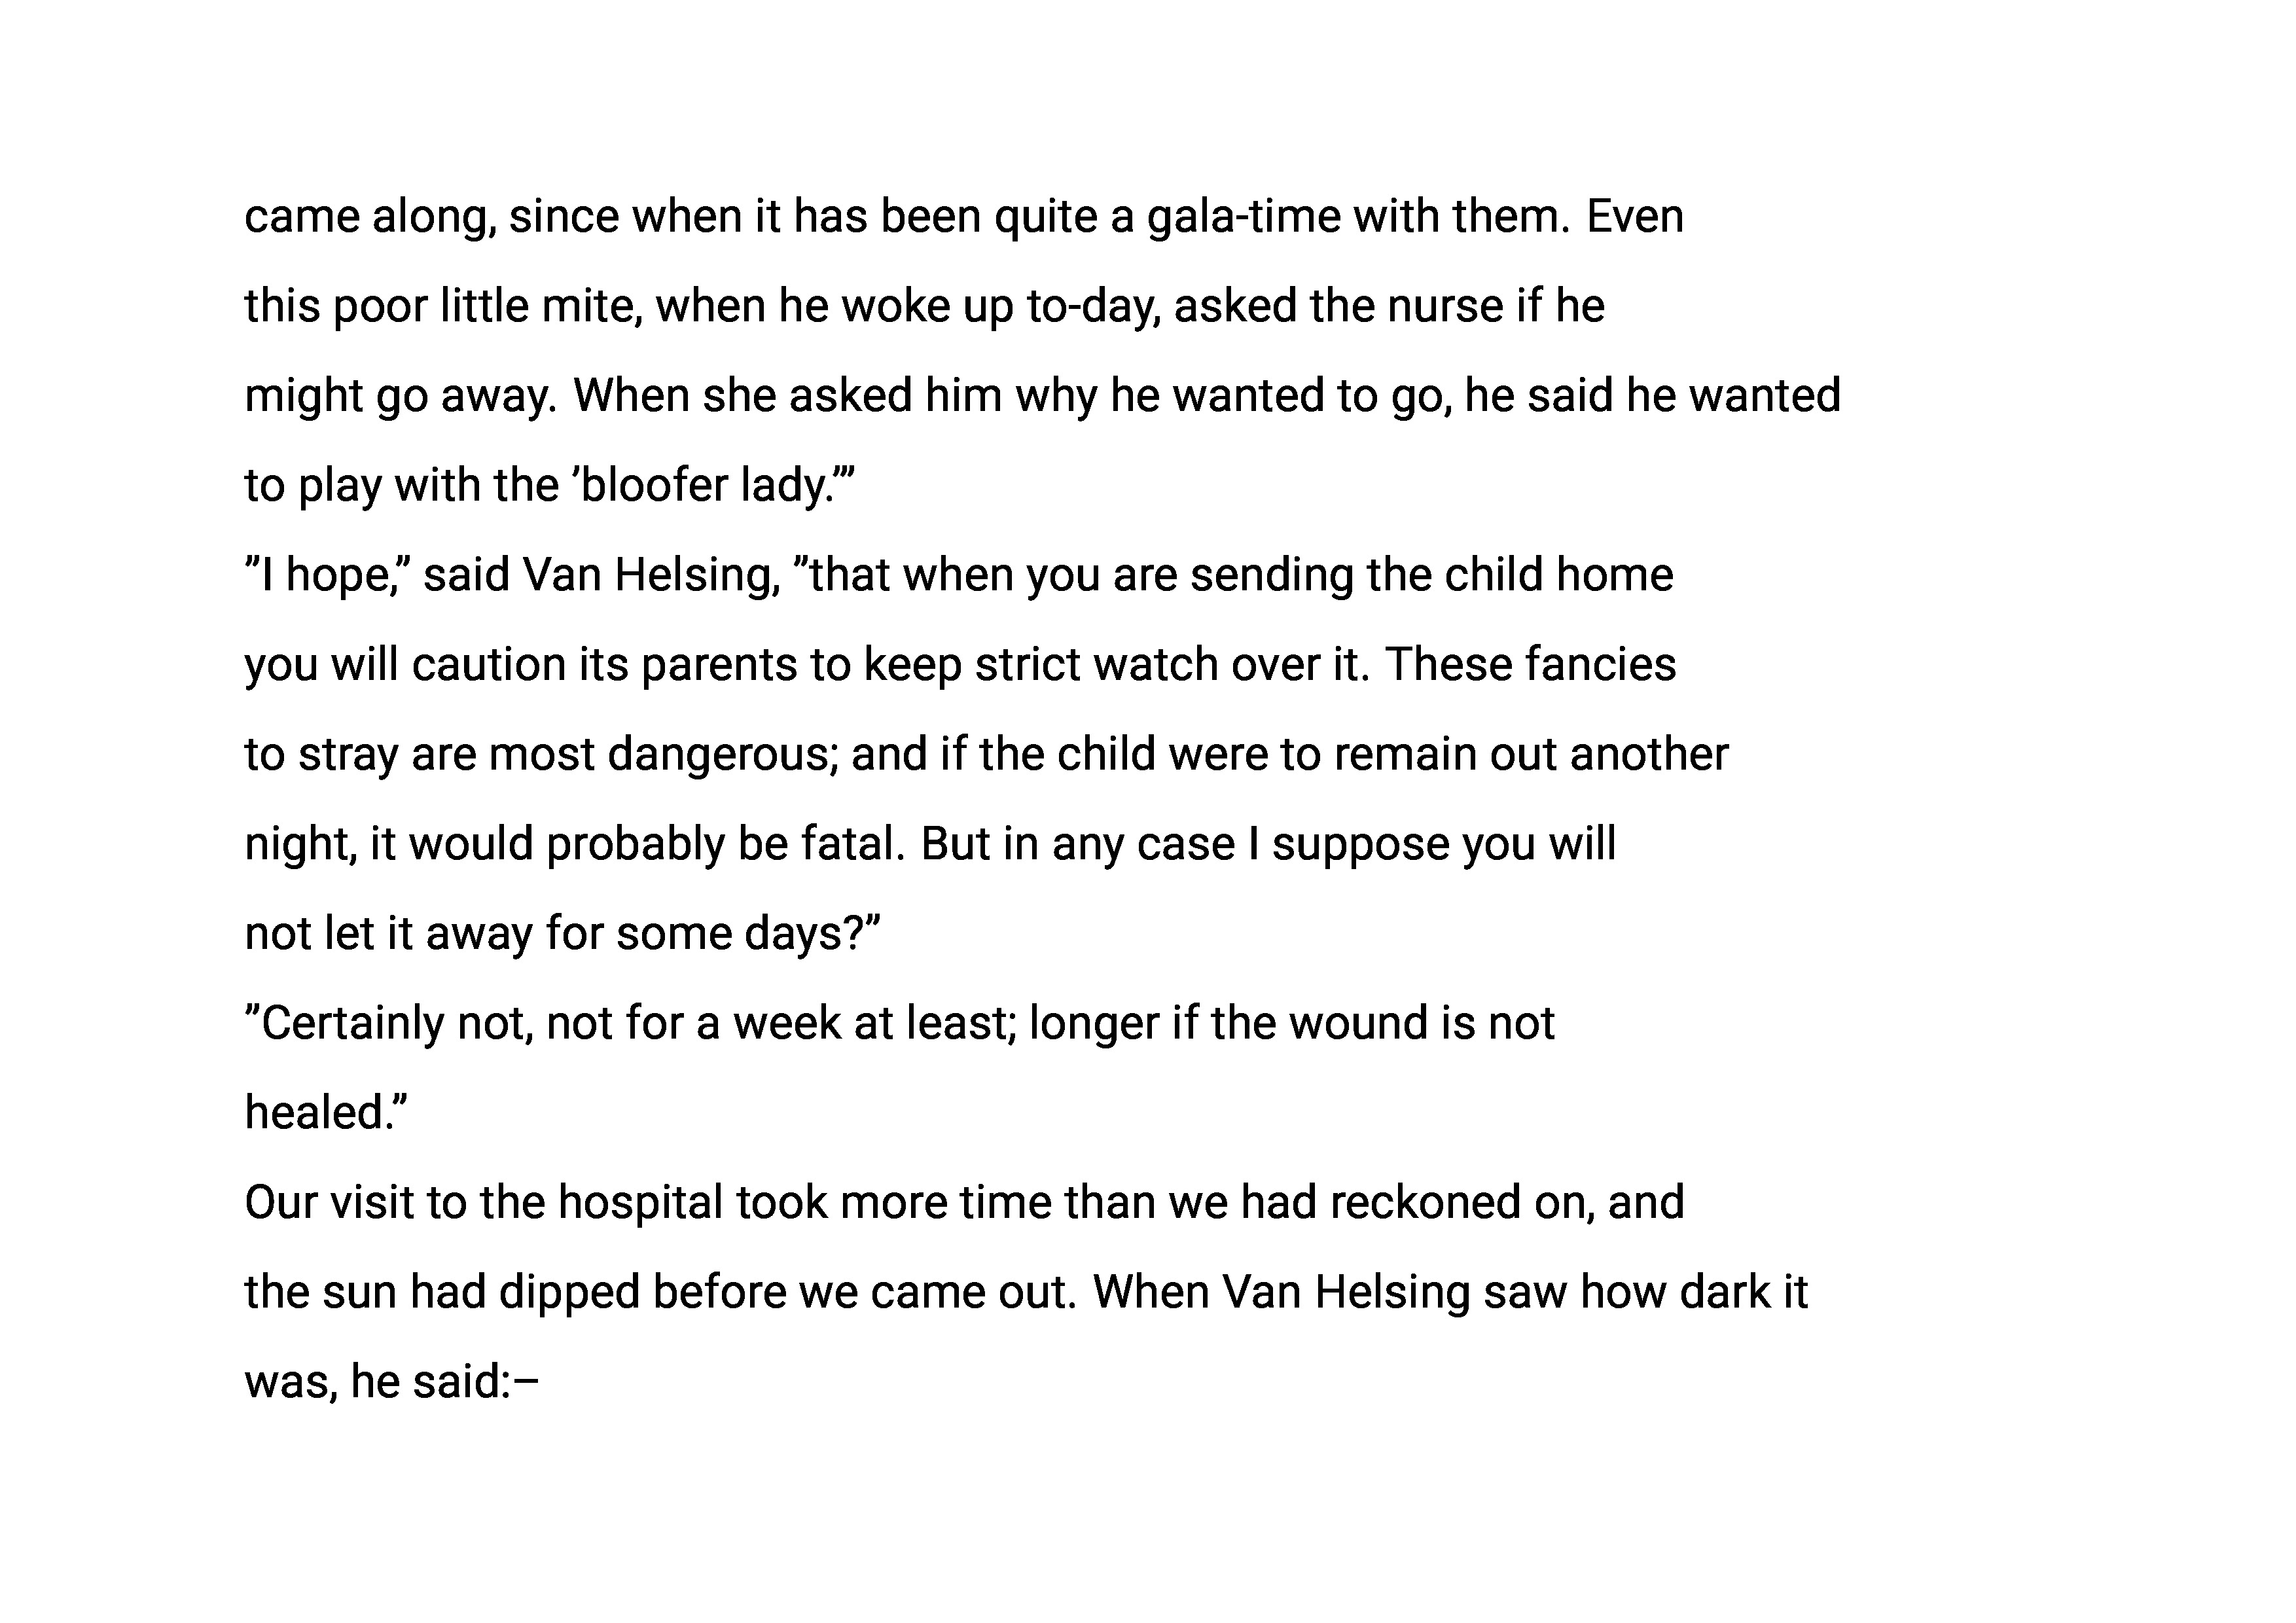 came along, since when it has been quite a gala-time with them. Even
this poor little mite, when he woke up to-day, asked the nurse if he
might go away. When she asked him why he wanted to go, he said he wanted
to play with the ’bloofer lady.’”
”I hope,” said Van Helsing, ”that when you are sending the child home
you will caution its parents to keep strict watch over it. These fancies
to stray are most dangerous; and if the child were to remain out another
night, it would probably be fatal. But in any case I suppose you will
not let it away for some days?”
”Certainly not, not for a week at least; longer if the wound is not
healed.”
Our visit to the hospital took more time than we had reckoned on, and
the sun had dipped before we came out. When Van Helsing saw how dark it
was, he said:–